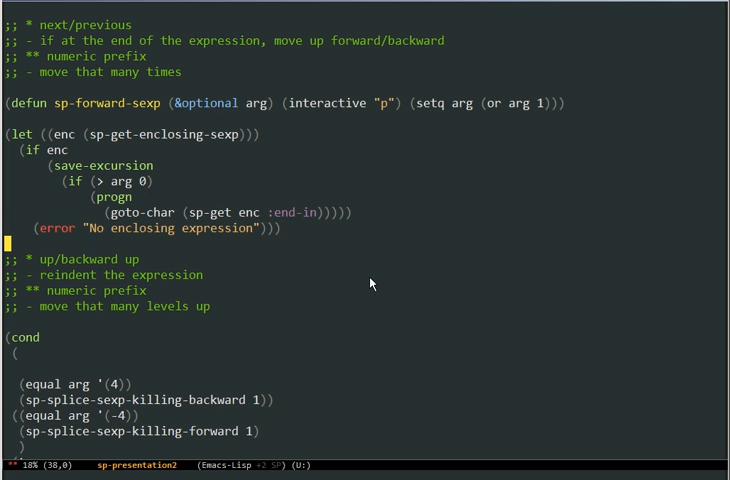 ;; * next/previous
;; - if at the end of the expression, move up forward/backward
;; ** numeric prefix
;; - move that many times
(defun sp-forward-sexp (&optional arg) (interactive "p") (setq arg (or arg 1)))
(let ((enc (sp-get-enclosing-sexp)))
  (if enc
      (save-excursion
        (if (> arg 0)
            (progn
              (goto-char (sp-get enc :end-in)))))
    (error "No enclosing expression")))
;; * up/backward up
;; - reindent the expression
;; ** numeric prefix
;; - move that many levels up
(cond
 (
  (equal arg '(4))
  (sp-splice-sexp-killing-backward 1))
 ((equal arg '(-4))
  (sp-splice-sexp-killing-forward 1)
  )
** 18% (38,0) sp-presentation2 (Emacs-Lisp +2 SP) (U:)